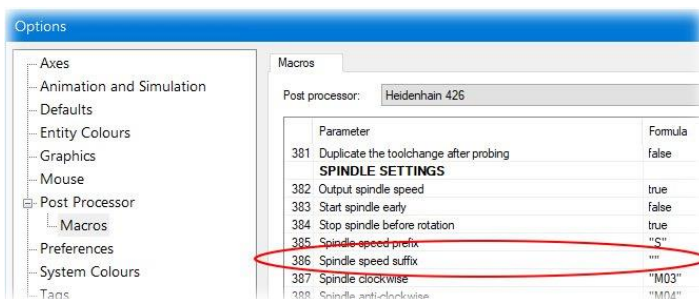 Options
Axes
Animation and Simulation
Defaults
Entity Colours
Graphics
Mouse
Post Processor
Macros
Preferences
System Colours
Tags
Macros
Post processor: Heidenhain 426
Parameter Formula
381 Duplicate the toolchange after probing false
SPINDLE SETTINGS
382 Output spindle speed true
383 Start spindle early false
384 Stop spindle before rotation true
385 Spindle speed prefix "S"
386 Spindle speed suffix ""
387 Spindle clockwise "M03"
388 Spindle anti-clockwise "M04"